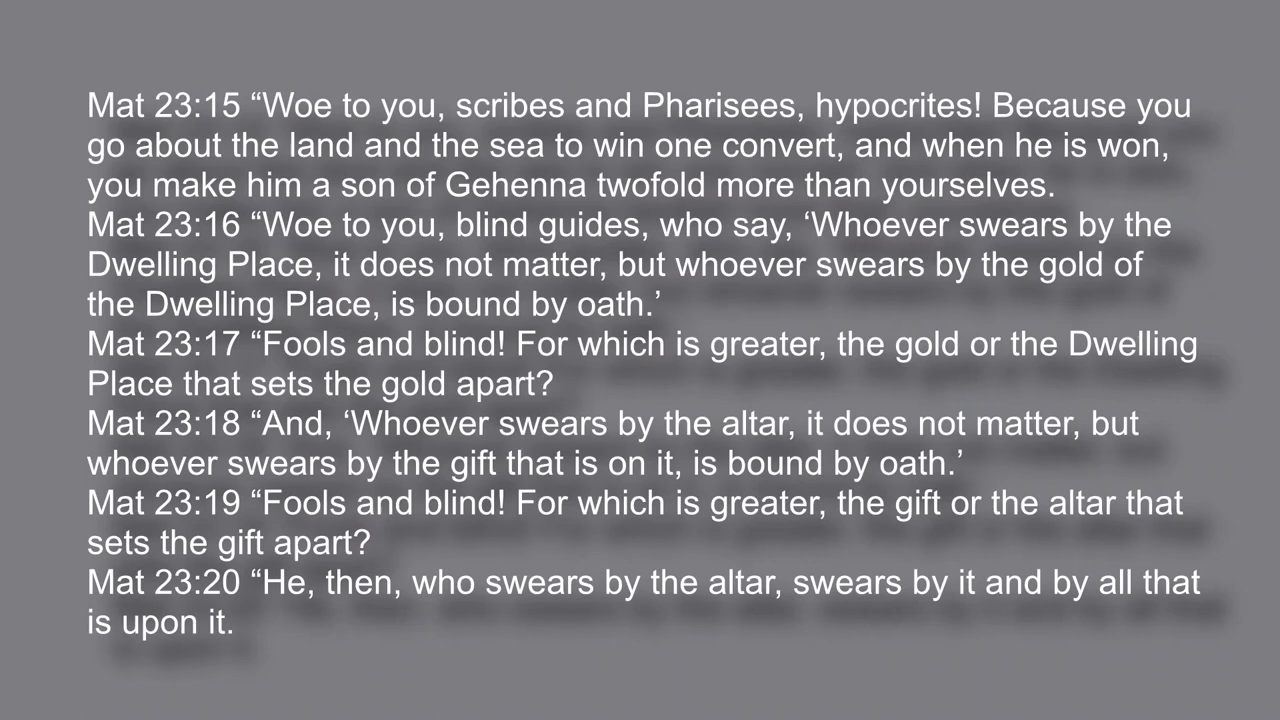 Mat 23:15 “Woe to you, scribes and Pharisees, hypocrites! Because you
go about the land and the sea to win one convert, and when he is won,
you make him a son of Gehenna twofold more than yourselves.
Mat 23:16 “Woe to you, blind guides, who say, ‘Whoever swears by the
Dwelling Place, it does not matter, but whoever swears by the gold of
the Dwelling Place, is bound by oath.’
Mat 23:17 “Fools and blind! For which is greater, the gold or the Dwelling
Place that sets the gold apart?
Mat 23:18 “And, ‘Whoever swears by the altar, it does not matter, but
whoever swears by the gift that is on it, is bound by oath.’
Mat 23:19 “Fools and blind! For which is greater, the gift or the altar that
sets the gift apart?
Mat 23:20 “He, then, who swears by the altar, swears by it and by all that
is upon it.